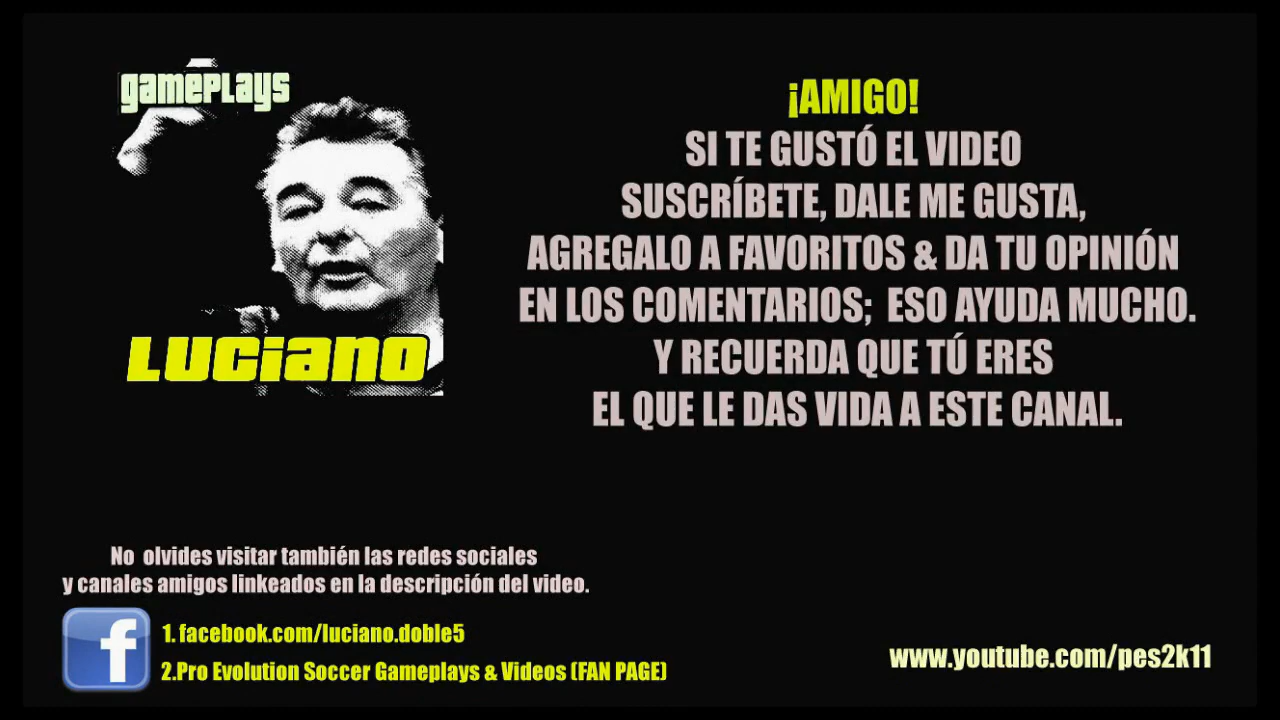 gamePLays
LUCiano
¡AMIGO!
SI TE GUSTÓ EL VIDEO
SUSCRÍBETE, DALE ME GUSTA,
AGREGALO A FAVORITOS & DA TU OPINIÓN
EN LOS COMENTARIOS;  ESO AYUDA MUCHO.
Y RECUERDA QUE TÚ ERES
EL QUE LE DAS VIDA A ESTE CANAL.
No  olvides visitar también las redes sociales
y canales amigos linkeados en la descripción del video.
f
1. facebook.com/luciano.doble5
2.Pro Evolution Soccer Gameplays & Videos (FAN PAGE)
www.youtube.com/pes2k11